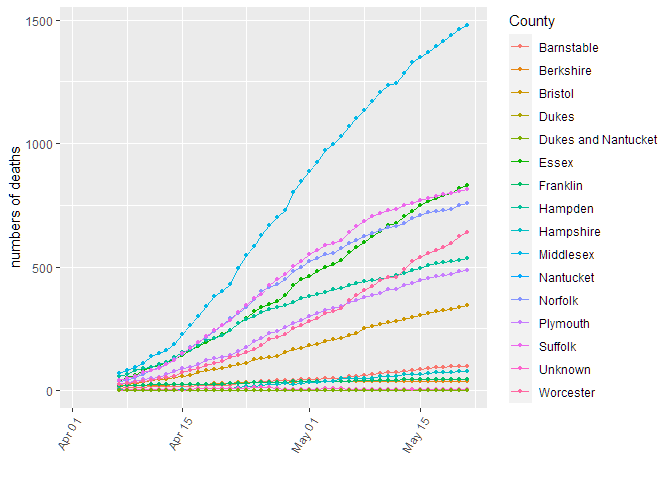 1500
1000
500
0
numbers of deaths
Apr 01
Apr 15
May 01
May 15
County
Barnstable
Berkshire
Bristol
Dukes
Dukes and Nantucket
Essex
Franklin
Hampden
Hampshire
Middlesex
Nantucket
Norfolk
Plymouth
Suffolk
Unknown
Worcester